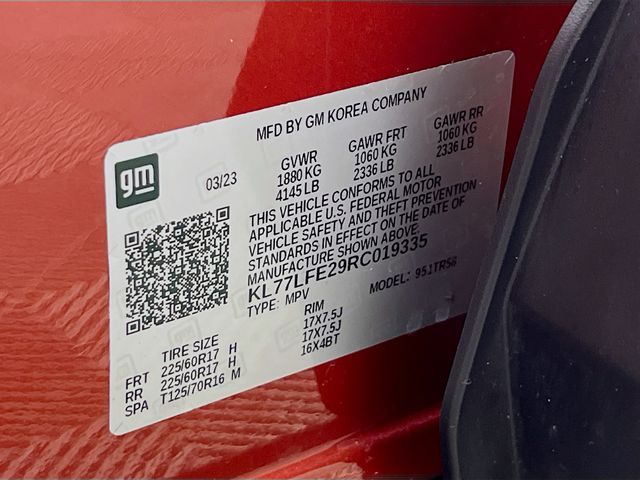 MFD BY GM KOREA COMPANY
gm
03/23
GVWR GAWR FRT GAWR RR
1880 KG 1060 KG 1060 KG
4145 LB 2336 LB 2336 LB
THIS VEHICLE CONFORMS TO ALL
APPLICABLE U.S. FEDERAL MOTOR
VEHICLE SAFETY AND THEFT PREVENTION
STANDARDS IN EFFECT ON THE DATE OF
MANUFACTURE SHOWN ABOVE.
KL77LFE29RC019335
TYPE: MPV MODEL: 951TR58
TIRE SIZE RIM
FRT 225/60R17 H 17X7.5J
RR 225/60R17 H 17X7.5J
SPA T125/70R16 M 16X4BT